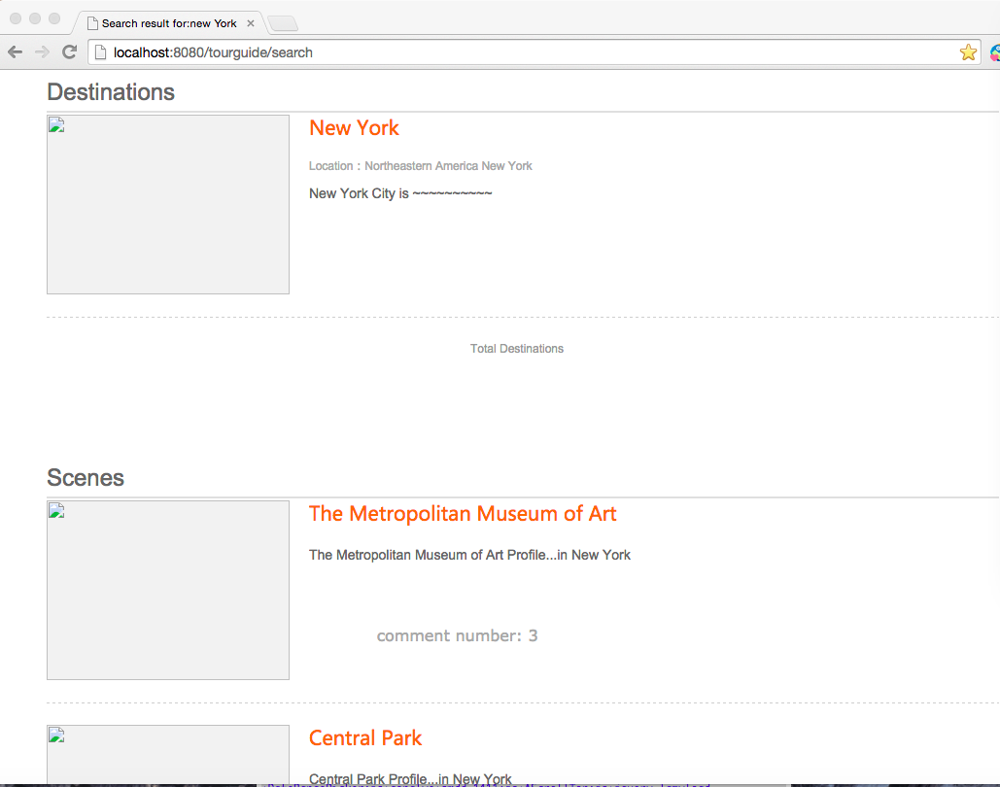 Search result for:new York
localhost:8080/tourguide/search
Destinations
New York
Location : Northeastern America New York
New York City is ~~~~~~~~~~
Total Destinations
Scenes
The Metropolitan Museum of Art
The Metropolitan Museum of Art Profile...in New York
comment number: 3
Central Park
Central Park Profile...in New York